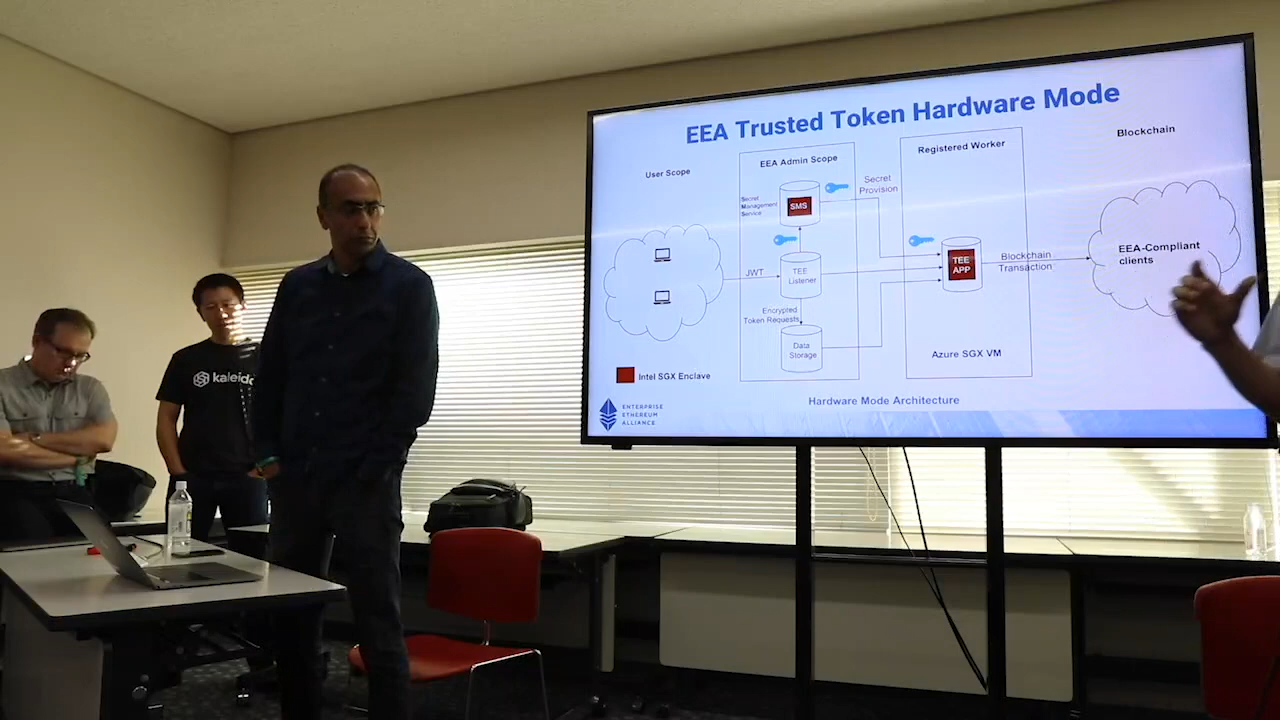 EEA Trusted Token Hardware Mode
User Scope
EEA Admin Scope
Registered Worker
Blockchain
Secret
Management
Service
SMS
Secret
Provision
JWT
TEE
Listener
TEE
APP
Blockchain
Transaction
EEA-Compliant
clients
Encrypted
Token Requests
Data
Storage
Azure SGX VM
Intel SGX Enclave
Hardware Mode Architecture
ENTERPRISE
ETHEREUM
ALLIANCE
kaleido